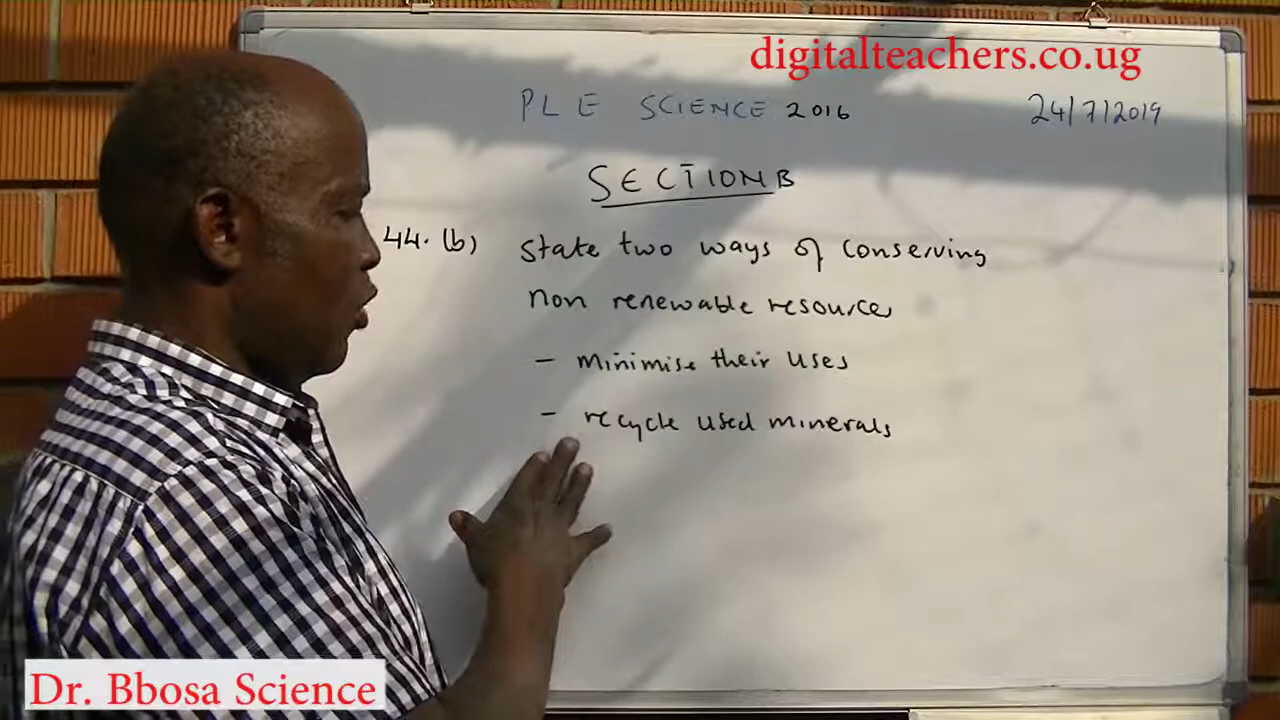 digitalteachers.co.ug
PLE SCIENCE 2016 24/7/2019
SECTION B
44. (b) State two ways of conserving
non renewable resources
- minimise their uses
- recycle used minerals
Dr. Bbosa Science